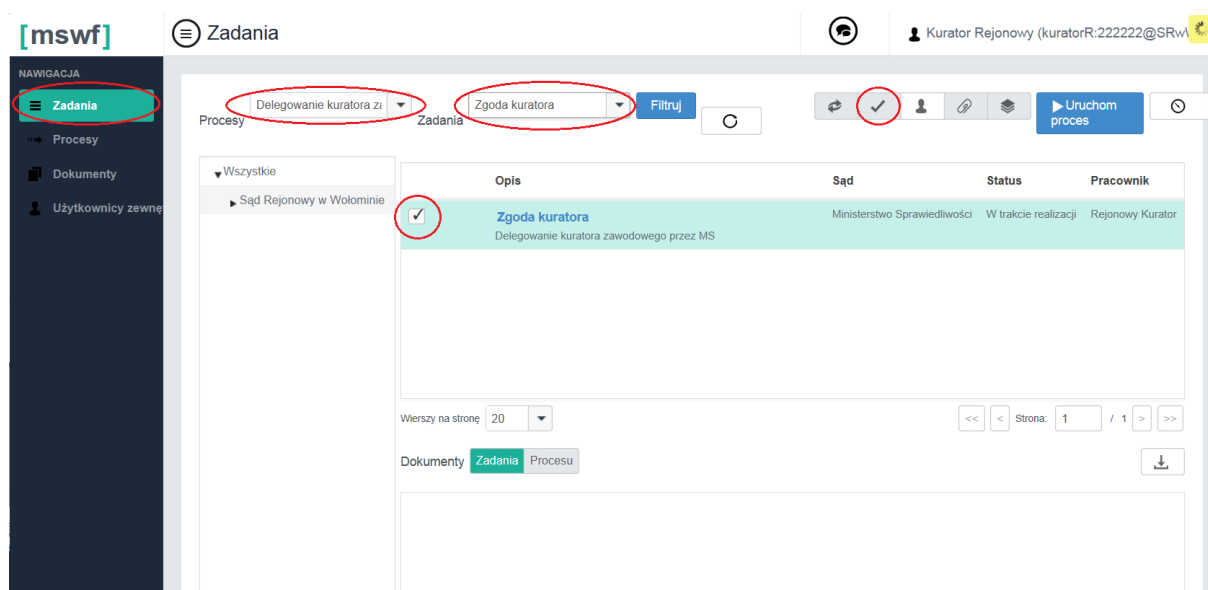 [mswf]
Zadania
Kurator Rejonowy (kuratorR:222222@SRw
NAWIGACJA
Zadania
Procesy
Dokumenty
Użytkownicy zewnę
Procesy
Delegowanie kuratora za
Zadania
Zgoda kuratora
Filtruj
Uruchom
proces
Wszystkie
Sąd Rejonowy w Wołominie
Opis Sąd Status Pracownik
Zgoda kuratora Ministerstwo Sprawiedliwości W trakcie realizacji Rejonowy Kurator
Delegowanie kuratora zawodowego przez MS
Wierszy na stronę 20 << < Strona: 1 / 1 > >>
Dokumenty Zadania Procesu